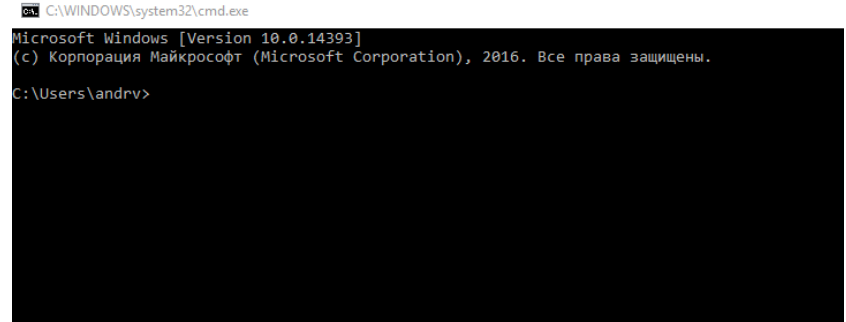 C:\WINDOWS\system32\cmd.exe
Microsoft Windows [Version 10.0.14393]
(c) Корпорация Майкрософт (Microsoft Corporation), 2016. Все права защищены.
C:\Users\andrv>